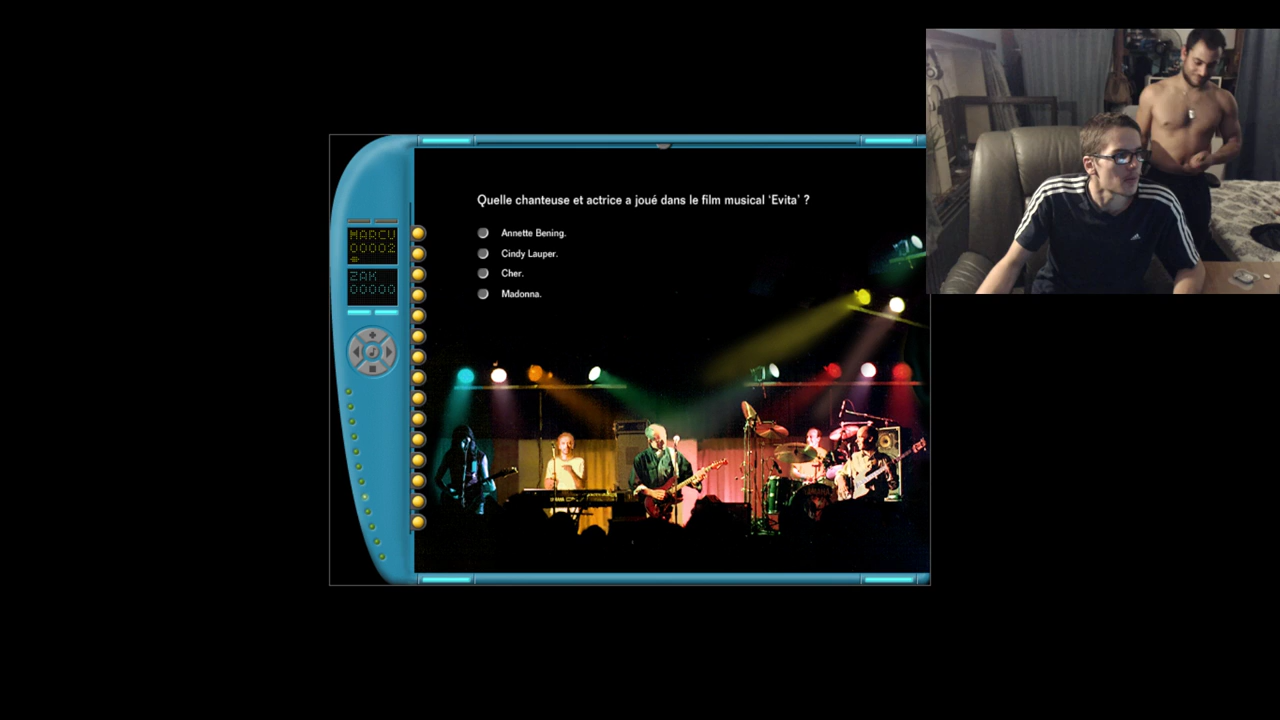 Quelle chanteuse et actrice a joué dans le film musical ‘Evita’ ?
Annette Bening.
Cindy Lauper.
Cher.
Madonna.
MARCU
00002
ZAK
00000